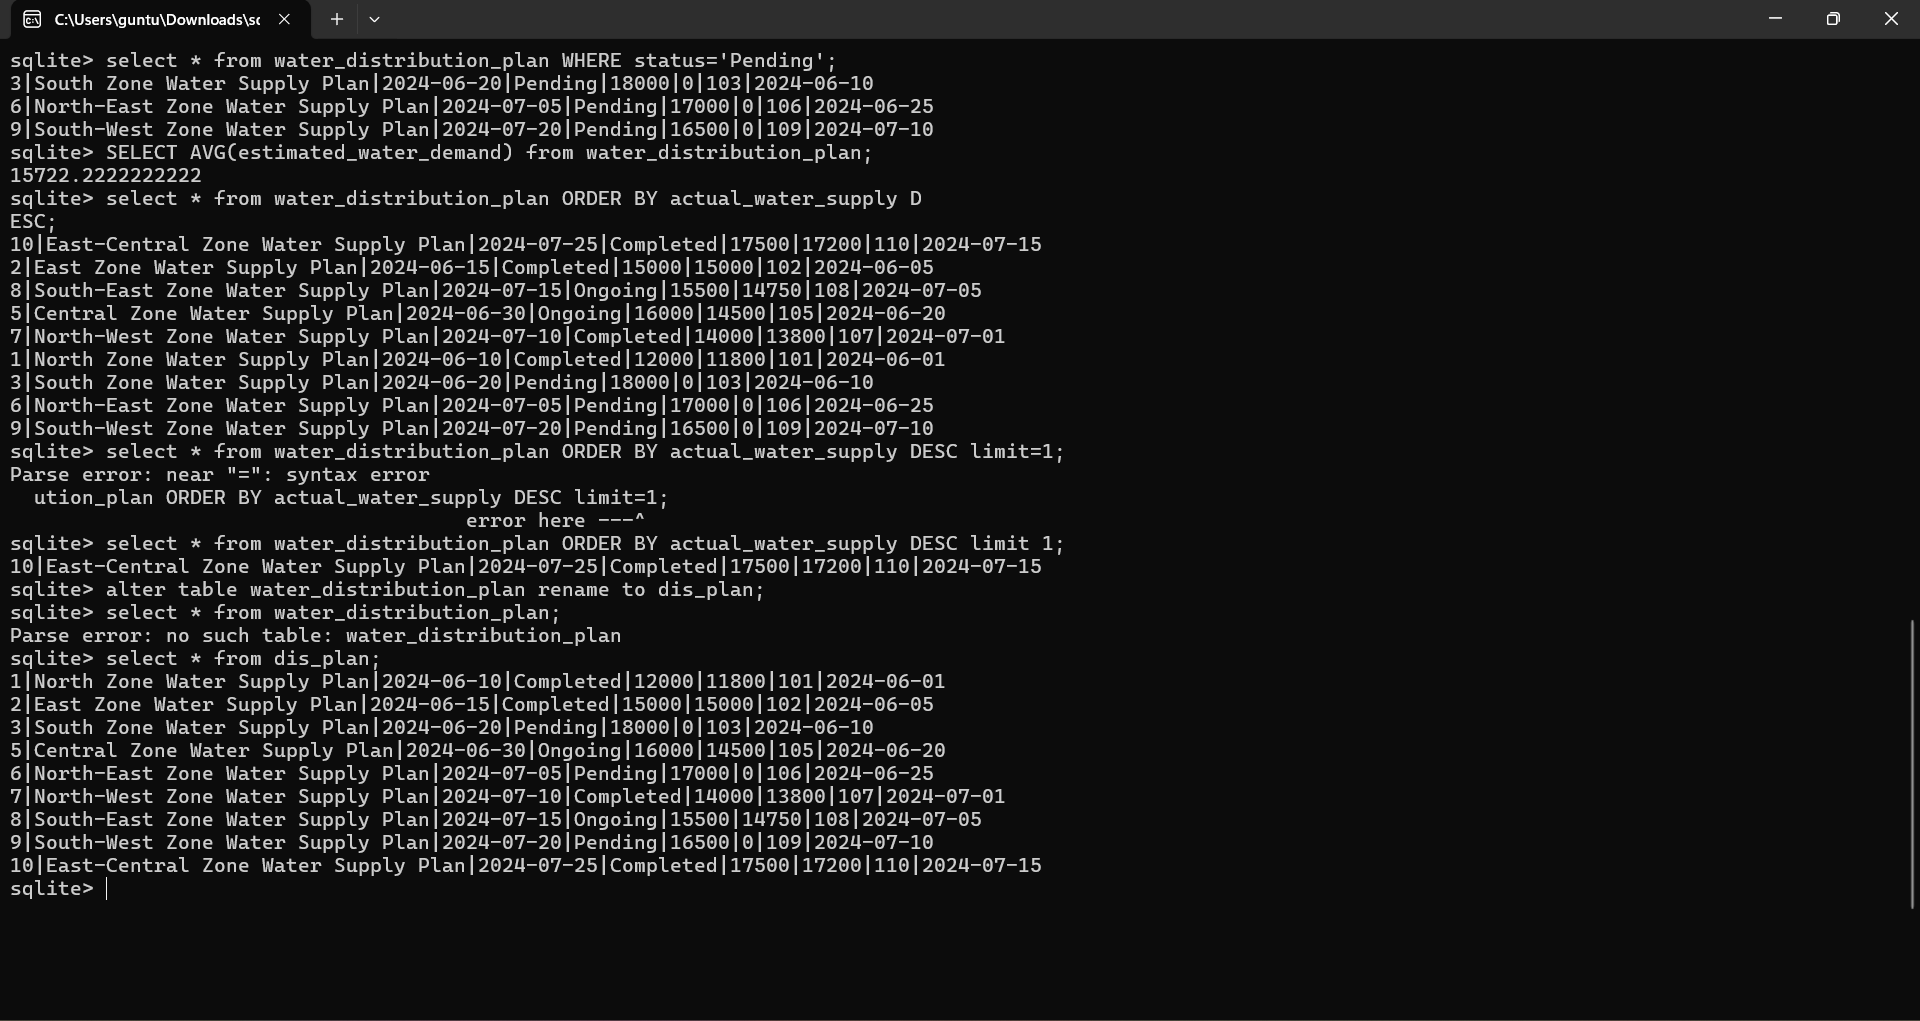 C:\Users\guntu\Downloads\sc
sqlite> select * from water_distribution_plan WHERE status='Pending';
3|South Zone Water Supply Plan|2024-06-20|Pending|18000|0|103|2024-06-10
6|North-East Zone Water Supply Plan|2024-07-05|Pending|17000|0|106|2024-06-25
9|South-West Zone Water Supply Plan|2024-07-20|Pending|16500|0|109|2024-07-10
sqlite> SELECT AVG(estimated_water_demand) from water_distribution_plan;
15722.2222222222
sqlite> select * from water_distribution_plan ORDER BY actual_water_supply D
ESC;
10|East-Central Zone Water Supply Plan|2024-07-25|Completed|17500|17200|110|2024-07-15
2|East Zone Water Supply Plan|2024-06-15|Completed|15000|15000|102|2024-06-05
8|South-East Zone Water Supply Plan|2024-07-15|Ongoing|15500|14750|108|2024-07-05
5|Central Zone Water Supply Plan|2024-06-30|Ongoing|16000|14500|105|2024-06-20
7|North-West Zone Water Supply Plan|2024-07-10|Completed|14000|13800|107|2024-07-01
1|North Zone Water Supply Plan|2024-06-10|Completed|12000|11800|101|2024-06-01
3|South Zone Water Supply Plan|2024-06-20|Pending|18000|0|103|2024-06-10
6|North-East Zone Water Supply Plan|2024-07-05|Pending|17000|0|106|2024-06-25
9|South-West Zone Water Supply Plan|2024-07-20|Pending|16500|0|109|2024-07-10
sqlite> select * from water_distribution_plan ORDER BY actual_water_supply DESC limit=1;
Parse error: near "=": syntax error
  ution_plan ORDER BY actual_water_supply DESC limit=1;
                                      error here ---^
sqlite> select * from water_distribution_plan ORDER BY actual_water_supply DESC limit 1;
10|East-Central Zone Water Supply Plan|2024-07-25|Completed|17500|17200|110|2024-07-15
sqlite> alter table water_distribution_plan rename to dis_plan;
sqlite> select * from water_distribution_plan;
Parse error: no such table: water_distribution_plan
sqlite> select * from dis_plan;
1|North Zone Water Supply Plan|2024-06-10|Completed|12000|11800|101|2024-06-01
2|East Zone Water Supply Plan|2024-06-15|Completed|15000|15000|102|2024-06-05
3|South Zone Water Supply Plan|2024-06-20|Pending|18000|0|103|2024-06-10
5|Central Zone Water Supply Plan|2024-06-30|Ongoing|16000|14500|105|2024-06-20
6|North-East Zone Water Supply Plan|2024-07-05|Pending|17000|0|106|2024-06-25
7|North-West Zone Water Supply Plan|2024-07-10|Completed|14000|13800|107|2024-07-01
8|South-East Zone Water Supply Plan|2024-07-15|Ongoing|15500|14750|108|2024-07-05
9|South-West Zone Water Supply Plan|2024-07-20|Pending|16500|0|109|2024-07-10
10|East-Central Zone Water Supply Plan|2024-07-25|Completed|17500|17200|110|2024-07-15
sqlite>